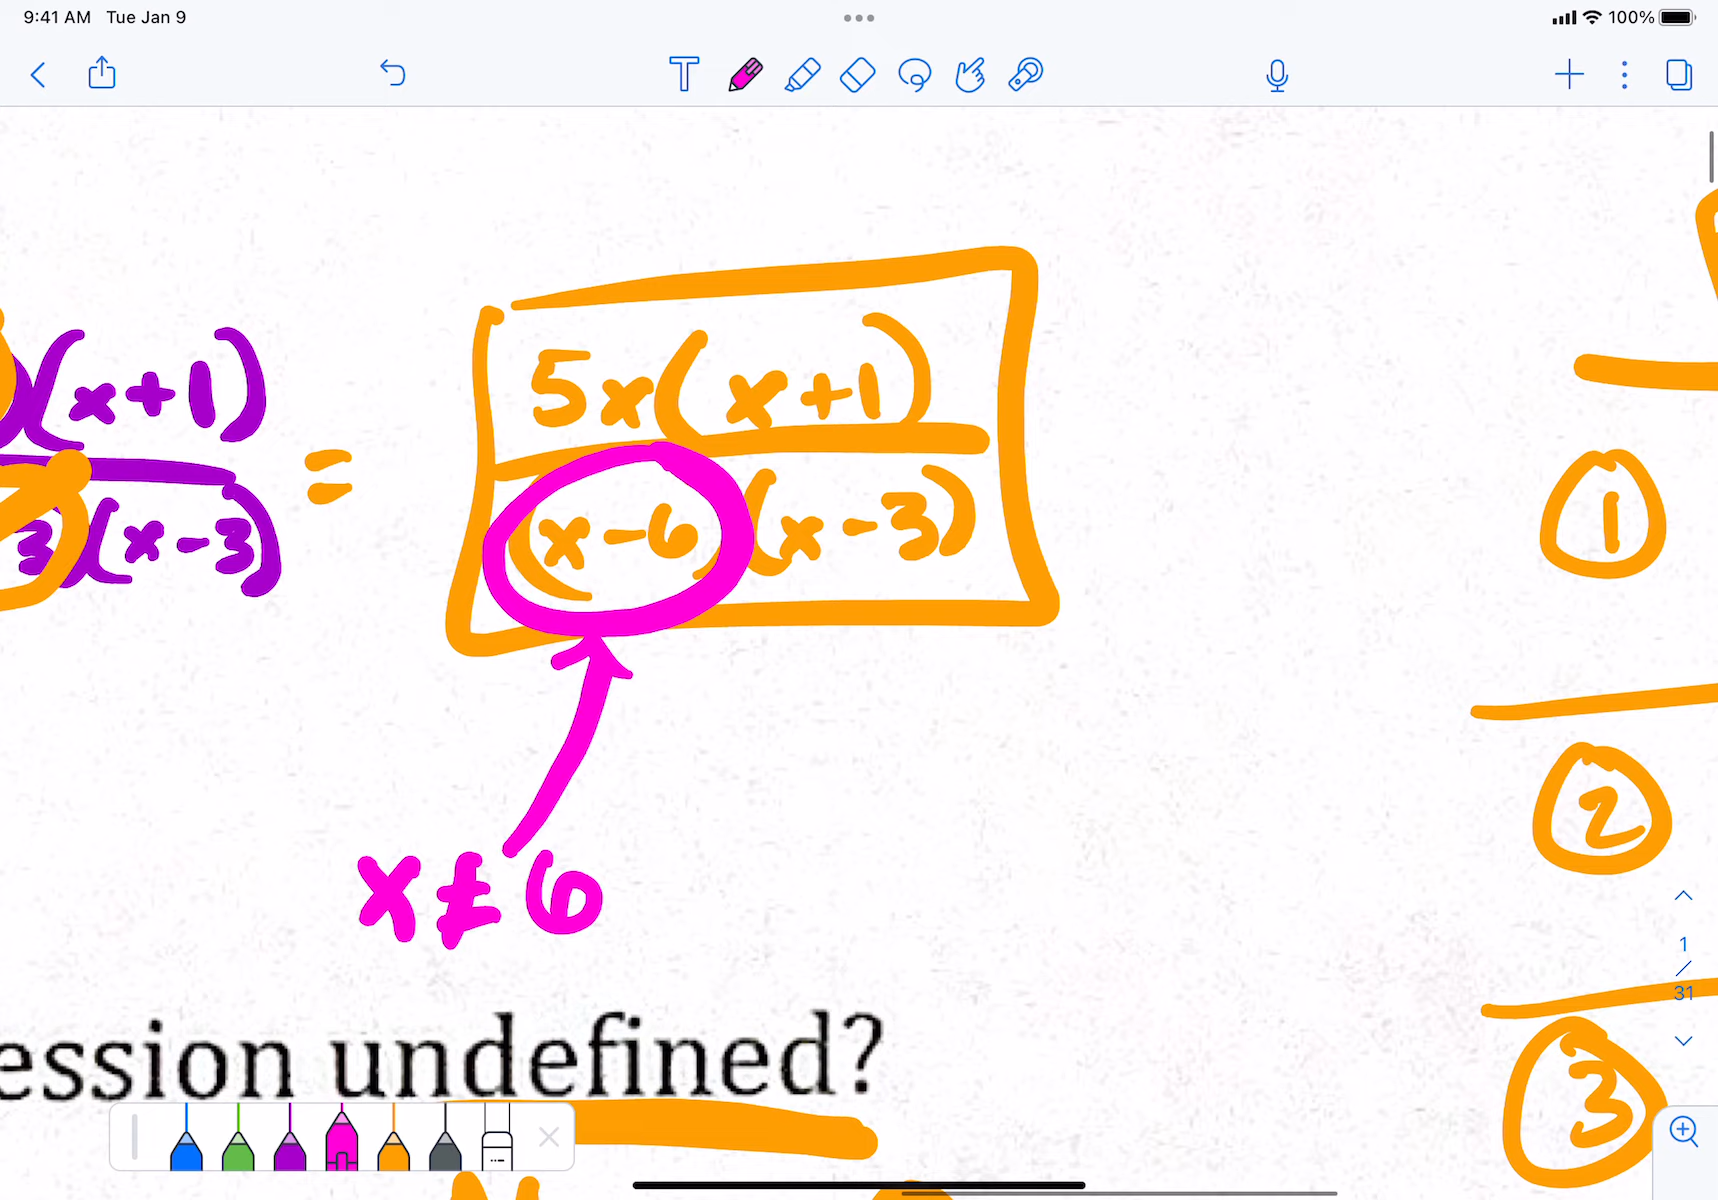 9:41 AM Tue Jan 9
100%
(x+1)
3)(x-3)
=
5x(x+1)
(x-6)(x-3)
x≠6
ession undefined?
1
2
3
1
/
31